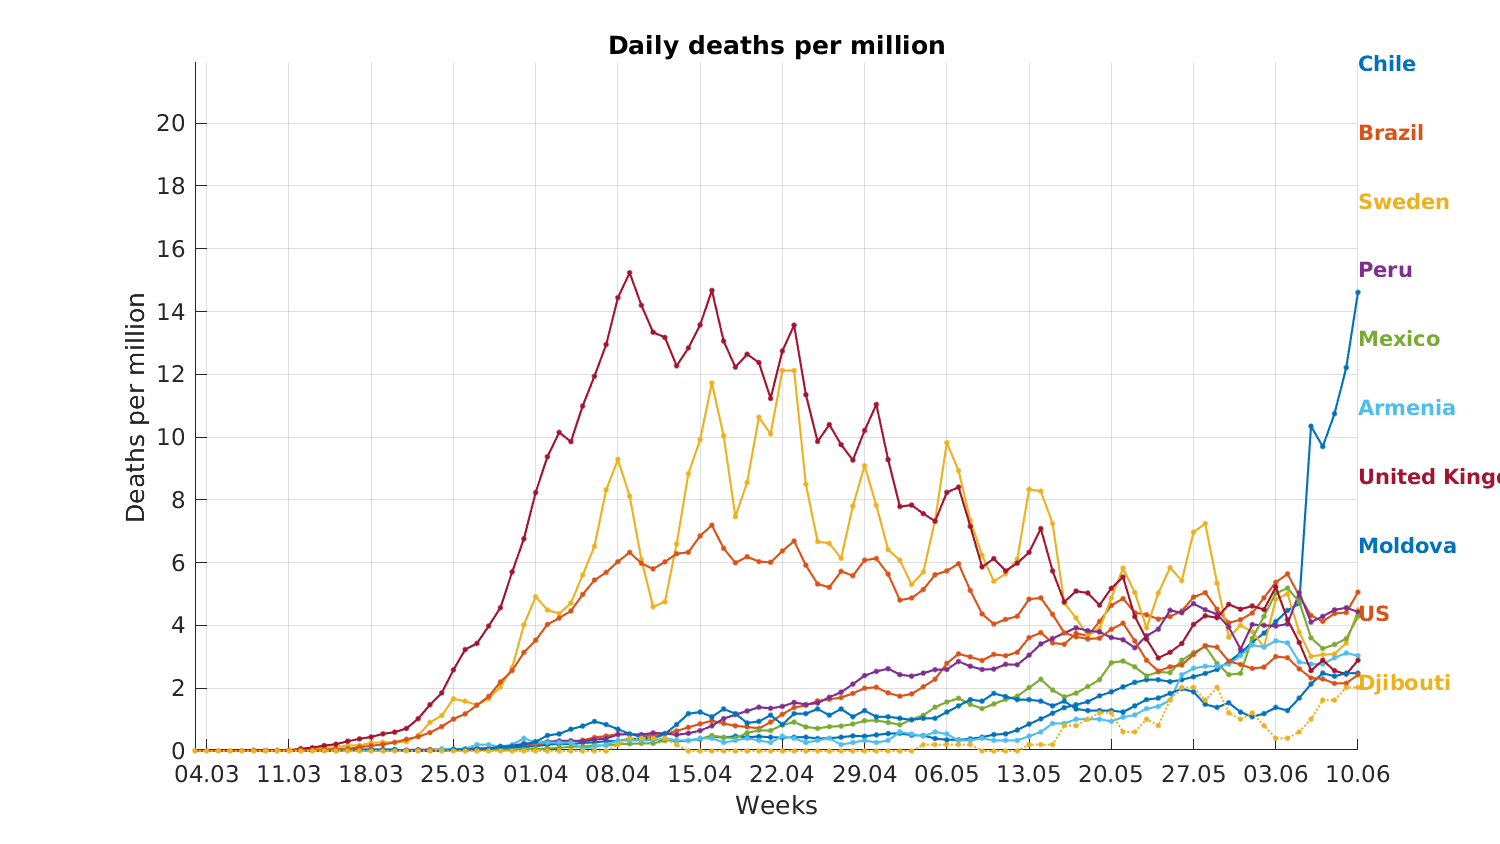 Daily deaths per million
Chile
Brazil
Sweden
Peru
Mexico
Armenia
United King
Moldova
US
Djibouti
Deaths per million
20
18
16
14
12
10
8
6
4
2
0
04.03 11.03 18.03 25.03 01.04 08.04 15.04 22.04 29.04 06.05 13.05 20.05 27.05 03.06 10.06
Weeks